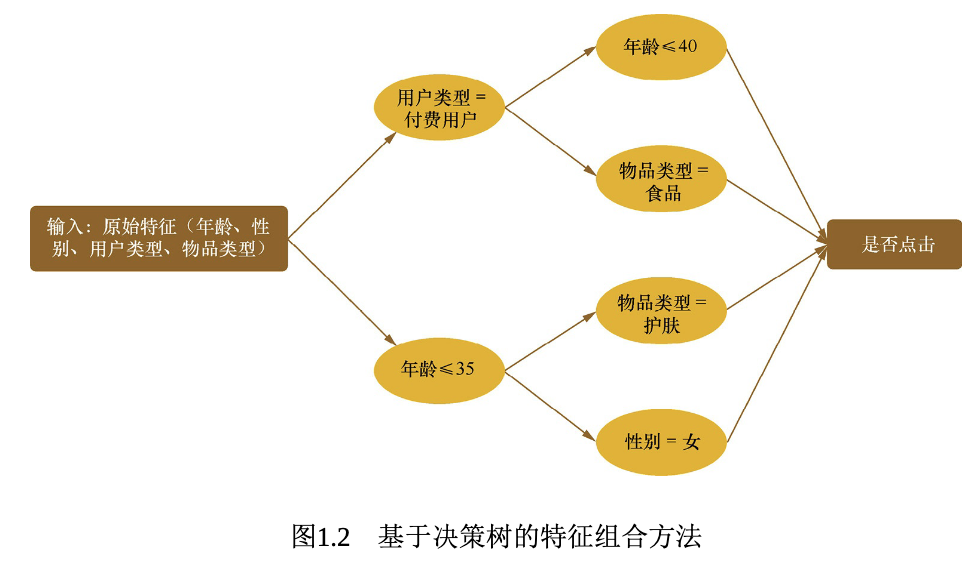 年龄≤40
用户类型 =
付费用户
物品类型 =
食品
输入：原始特征（年龄、性
别、用户类型、物品类型）
是否点击
物品类型 =
护肤
年龄≤35
性别 = 女
图1.2 基于决策树的特征组合方法